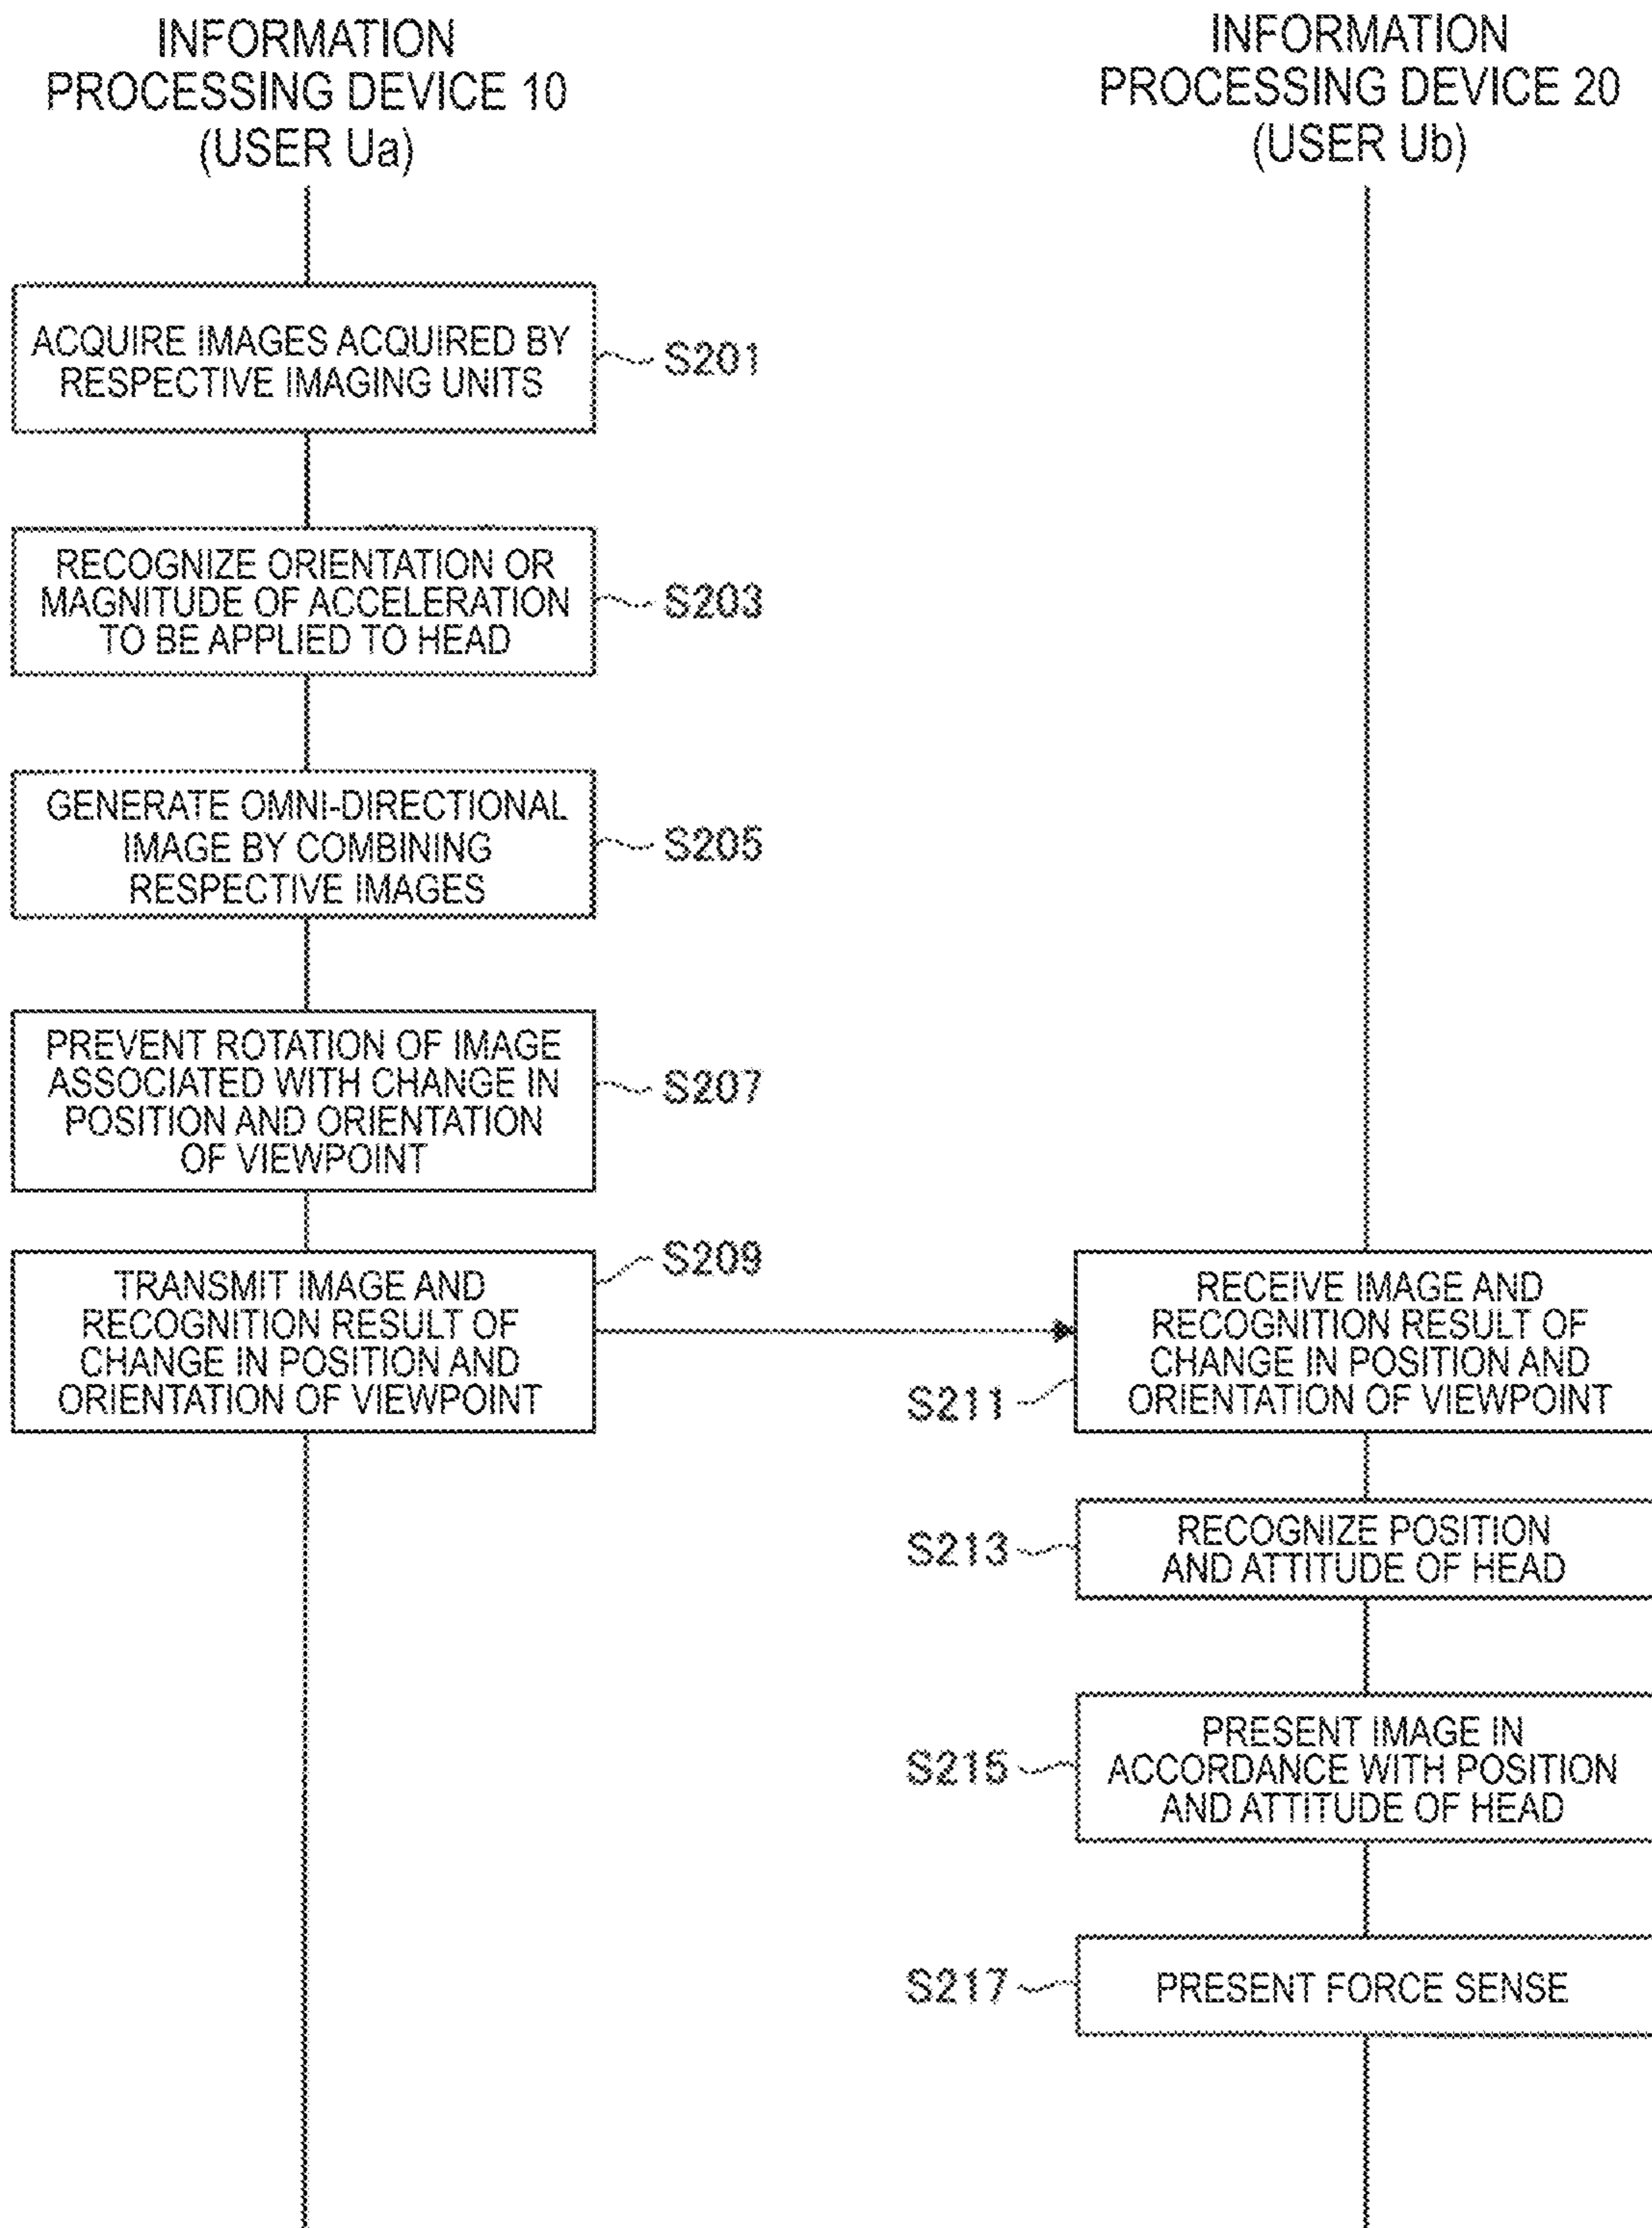 INFORMATION
PROCESSING DEVICE 10
(USER Ua)
INFORMATION
PROCESSING DEVICE 20
(USER Ub)
ACQUIRE IMAGES ACQUIRED BY
RESPECTIVE IMAGING UNITS
S201
RECOGNIZE ORIENTATION OR
MAGNITUDE OF ACCELERATION
TO BE APPLIED TO HEAD
S203
GENERATE OMNI-DIRECTIONAL
IMAGE BY COMBINING
RESPECTIVE IMAGES
S205
PREVENT ROTATION OF IMAGE
ASSOCIATED WITH CHANGE IN
POSITION AND ORIENTATION
OF VIEWPOINT
S207
TRANSMIT IMAGE AND
RECOGNITION RESULT OF
CHANGE IN POSITION AND
ORIENTATION OF VIEWPOINT
S209
RECEIVE IMAGE AND
RECOGNITION RESULT OF
CHANGE IN POSITION AND
ORIENTATION OF VIEWPOINT
S211
RECOGNIZE POSITION
AND ATTITUDE OF HEAD
S213
PRESENT IMAGE IN
ACCORDANCE WITH POSITION
AND ATTITUDE OF HEAD
S215
PRESENT FORCE SENSE
S217